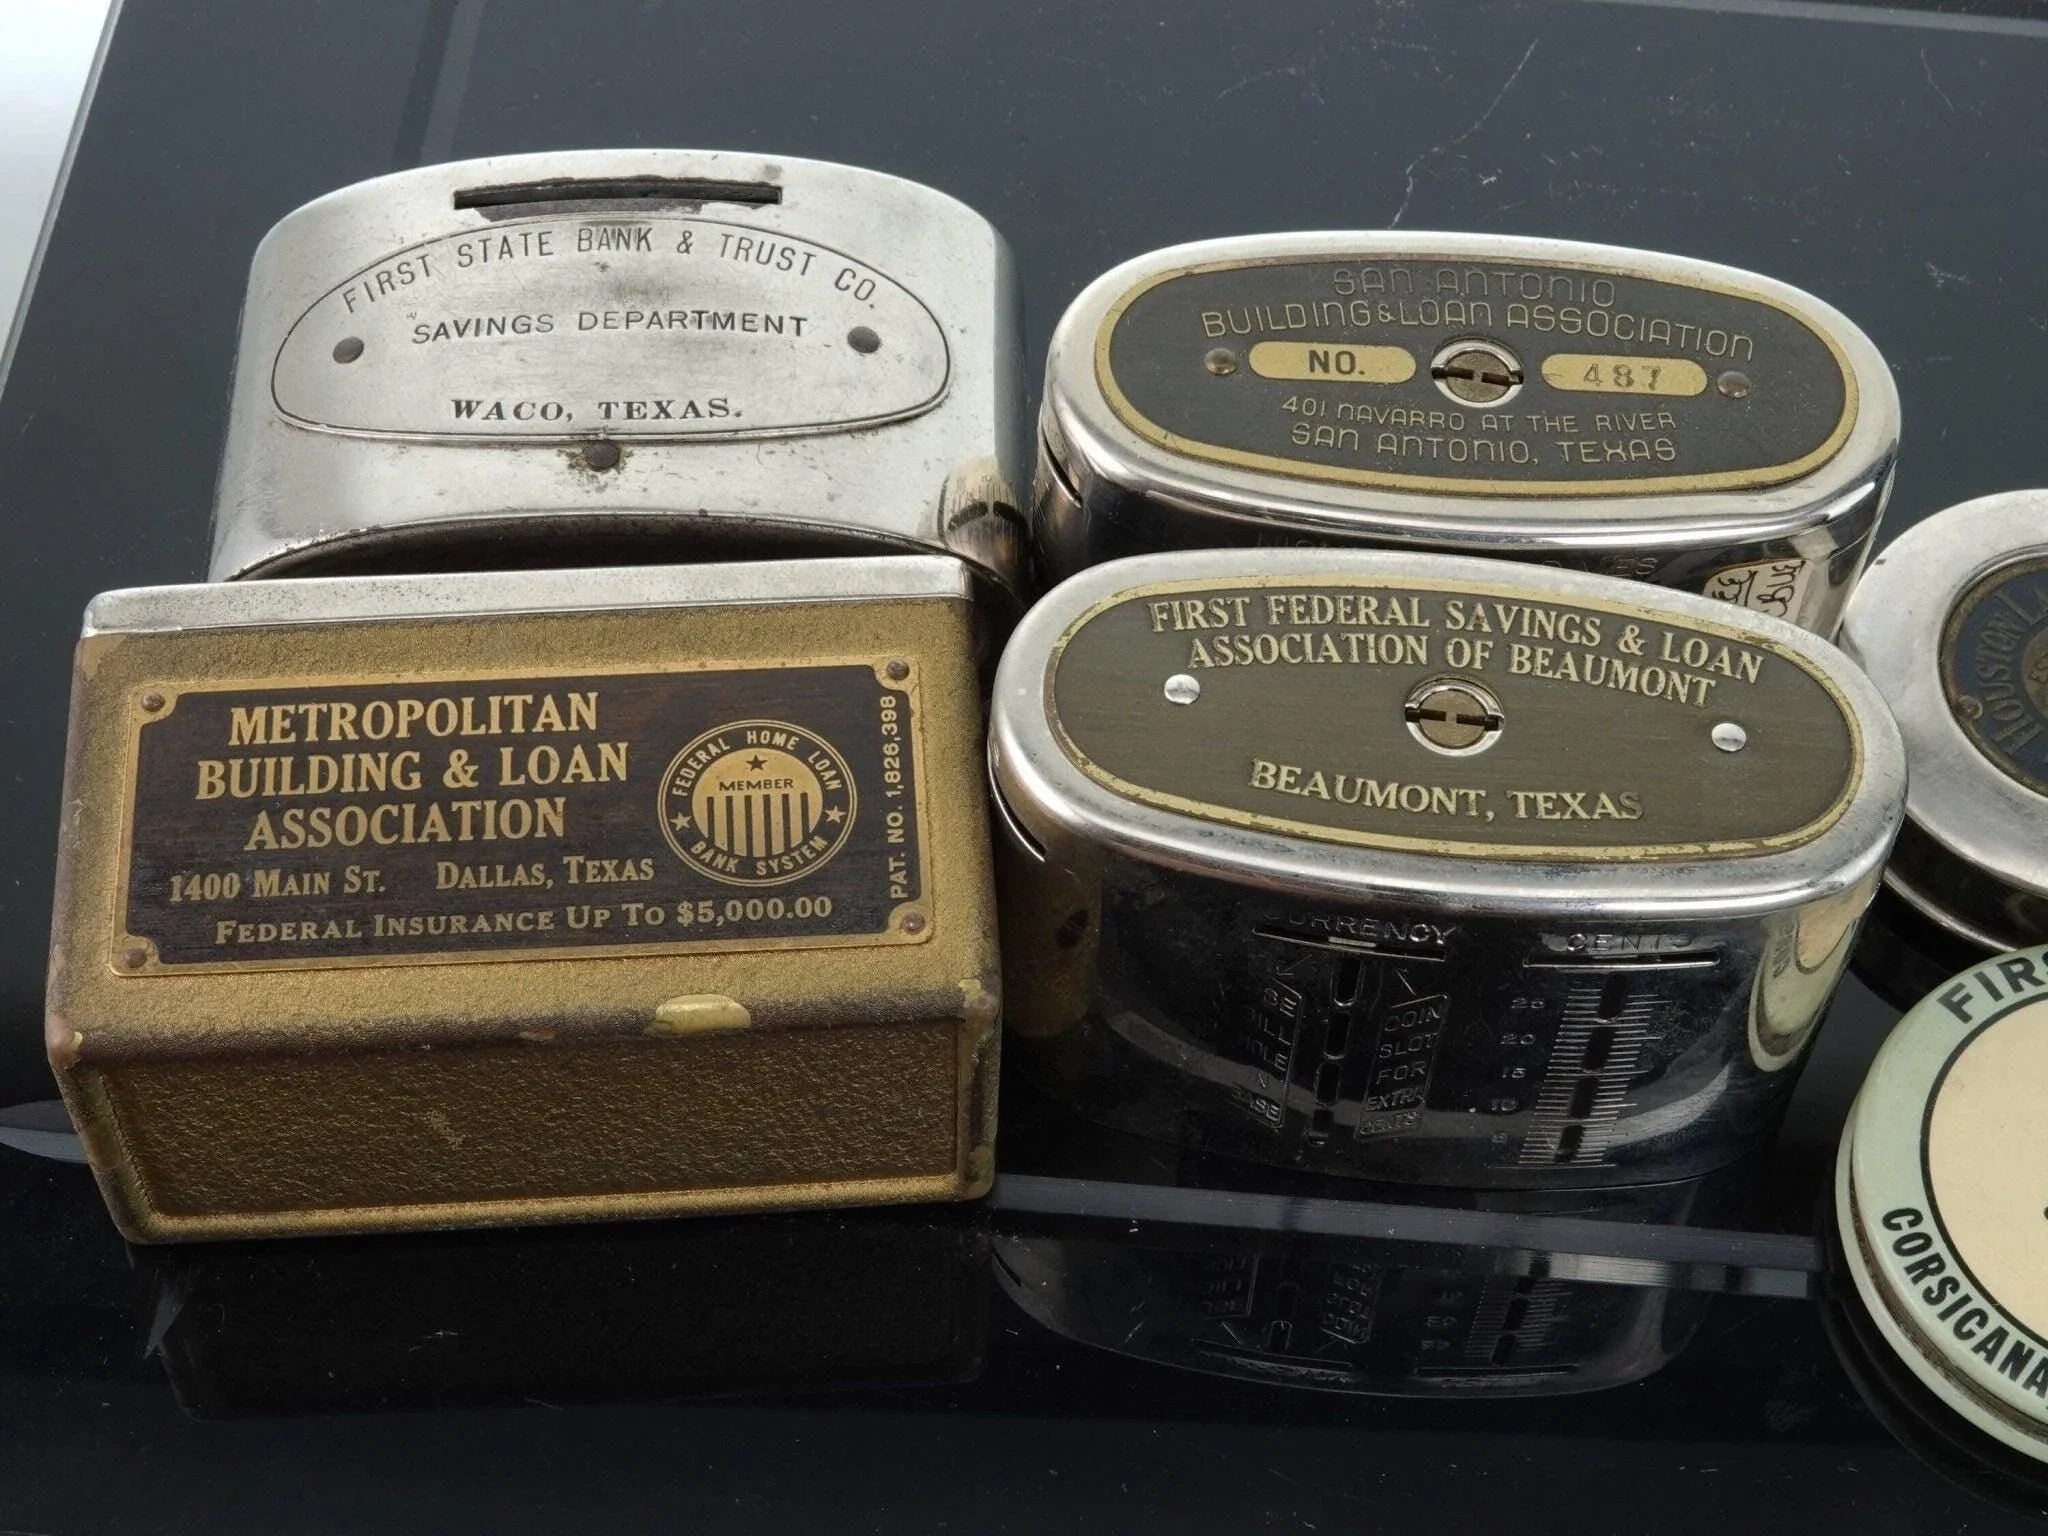 FIRST STATE BANK & TRUST CO.
SAVINGS DEPARTMENT
WACO, TEXAS.
SAN ANTONIO
BUILDING & LOAN ASSOCIATION
NO. 487
401 NAVARRO AT THE RIVER
SAN ANTONIO, TEXAS
METROPOLITAN
BUILDING & LOAN
ASSOCIATION
1400 MAIN ST. DALLAS, TEXAS
FEDERAL INSURANCE UP TO $5,000.00
FEDERAL HOME LOAN
MEMBER
BANK SYSTEM
PAT. NO. 1,826,398
FIRST FEDERAL SAVINGS & LOAN
ASSOCIATION OF BEAUMONT
BEAUMONT, TEXAS
CURRENCY
CENTS
COIN
SLOT
FOR
EXTRA
CENTS
25
20
15
10
5
HOUSTON
CORSICANA